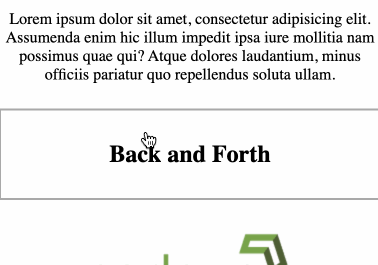 Lorem ipsum dolor sit amet, consectetur adipisicing elit.
Assumenda enim hic illum impedit ipsa iure mollitia nam
possimus quae qui? Atque dolores laudantium, minus
officiis pariatur quo repellendus soluta ullam.
Back and Forth